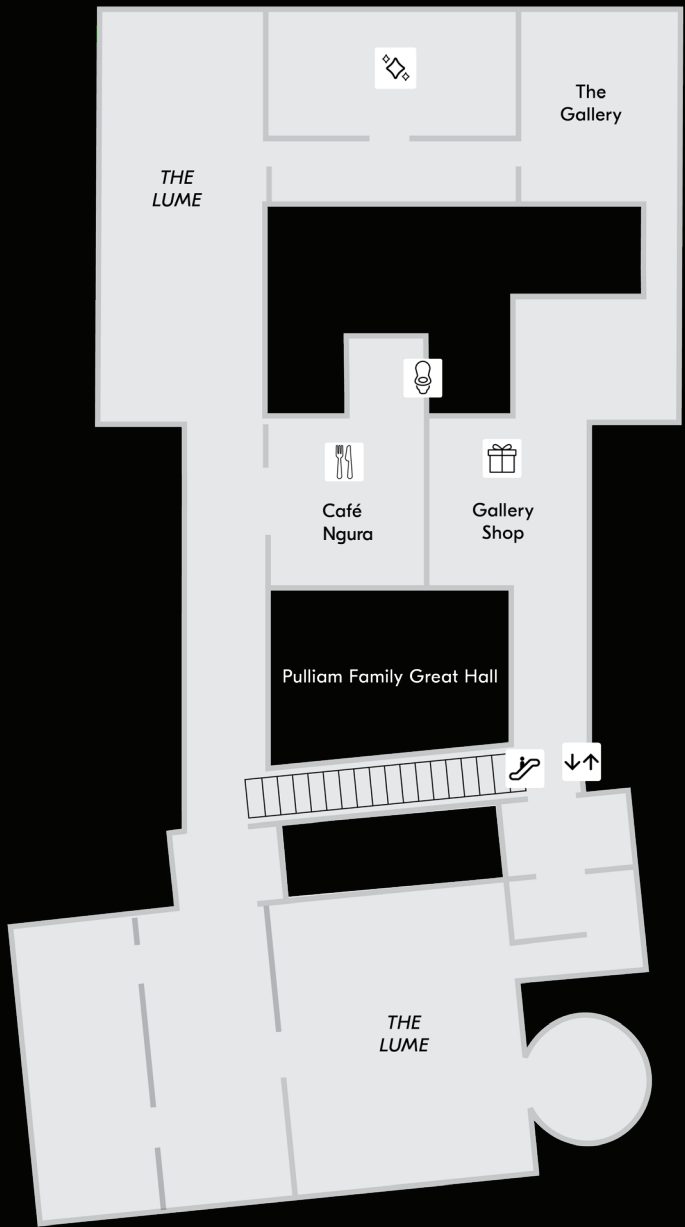 The
Gallery
THE
LUME
Café
Ngura
Gallery
Shop
Pulliam Family Great Hall
THE
LUME